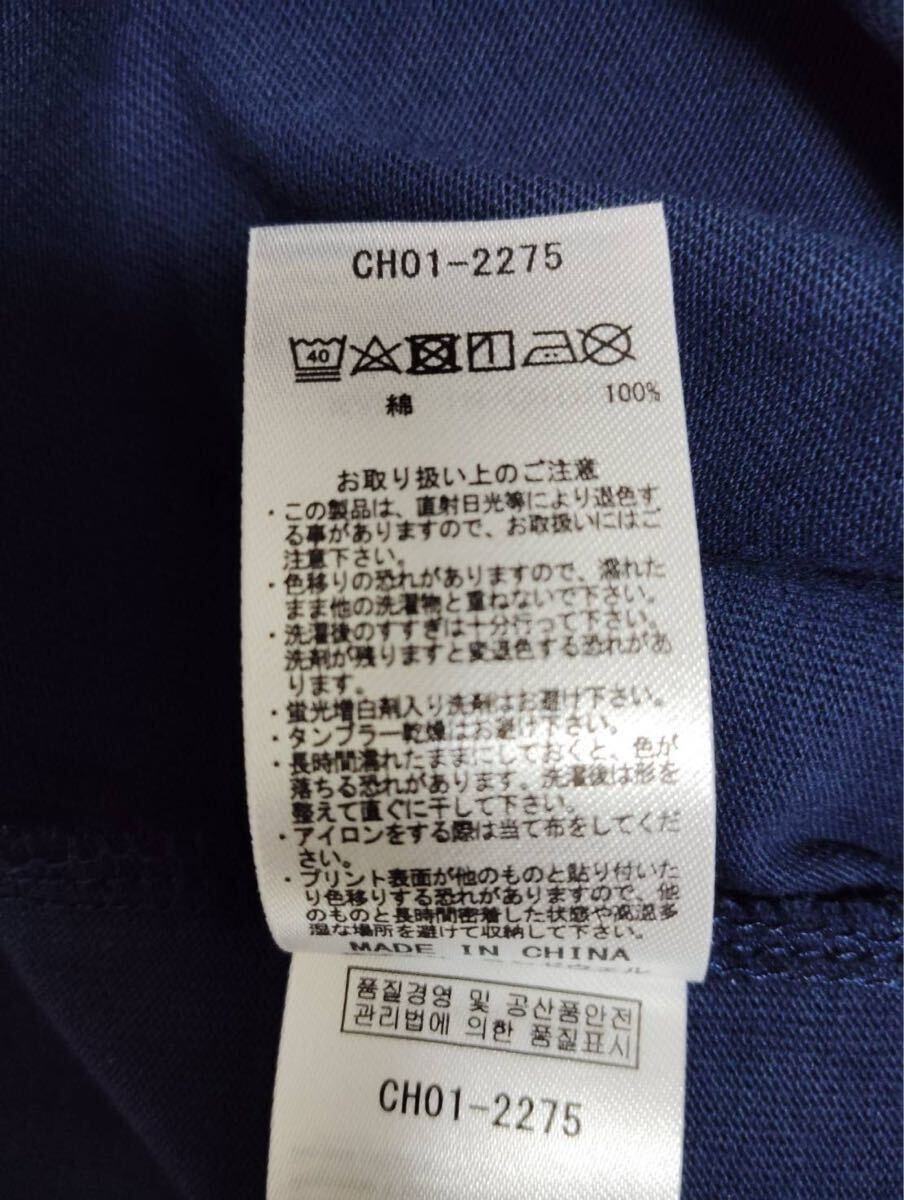 CH01-2275
40
綿 100%
お取り扱い上のご注意
・この製品は、直射日光等により退色す
る事がありますので、お取扱いにはご
注意下さい。
・色移りの恐れがありますので、濡れた
まま他の洗濯物と重ねないで下さい。
・洗濯後のすすぎは十分行って下さい。
洗剤が残りますと変退色する恐れがあ
ります。
・蛍光増白剤入り洗剤はお避け下さい。
・タンブラー乾燥はお避け下さい。
・長時間濡れたままにしておくと、色が
落ちる恐れがあります。洗濯後は形を
整えて直ぐに干して下さい。
・アイロンをする際は当て布をしてくだ
さい。
・プリント表面が他のものと貼り付いた
り色移りする恐れがありますので、他
のものと長時間密着した状態や高温多
湿な場所を避けて収納して下さい。
MADE IN CHINA
품질경영 및 공산품안전
관리법에 의한 품질표시
CH01-2275